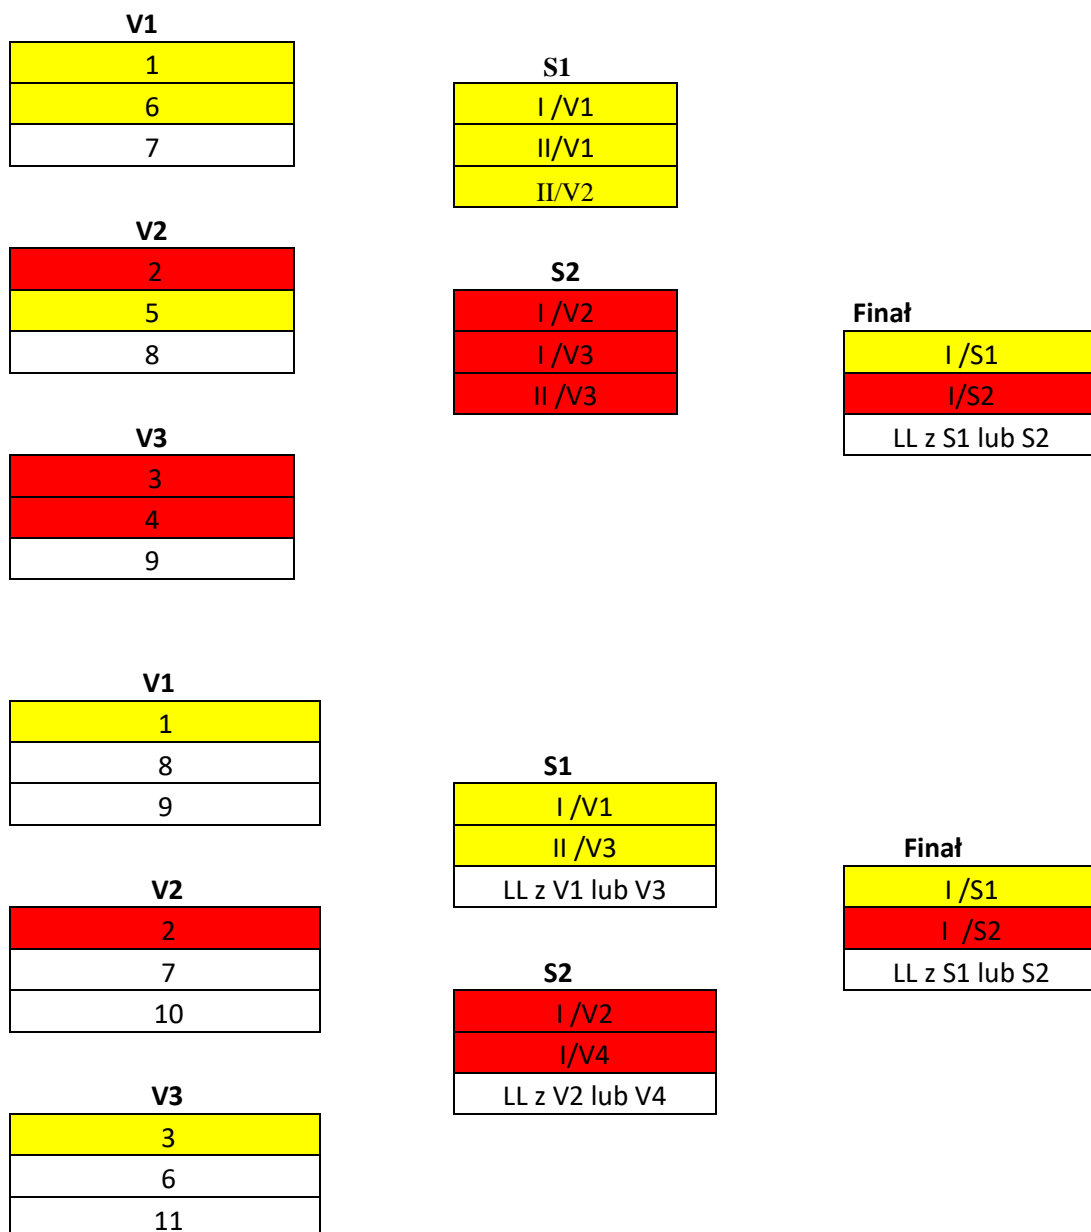 V1
1
6
7
V2
2
5
8
V3
3
4
9
S1
I /V1
II/V1
II/V2
S2
I /V2
I /V3
II /V3
Finał
I /S1
I/S2
LL z S1 lub S2
V1
1
8
9
V2
2
7
10
V3
3
6
11
S1
I /V1
II /V3
LL z V1 lub V3
S2
I /V2
I/V4
LL z V2 lub V4
Finał
I /S1
I /S2
LL z S1 lub S2